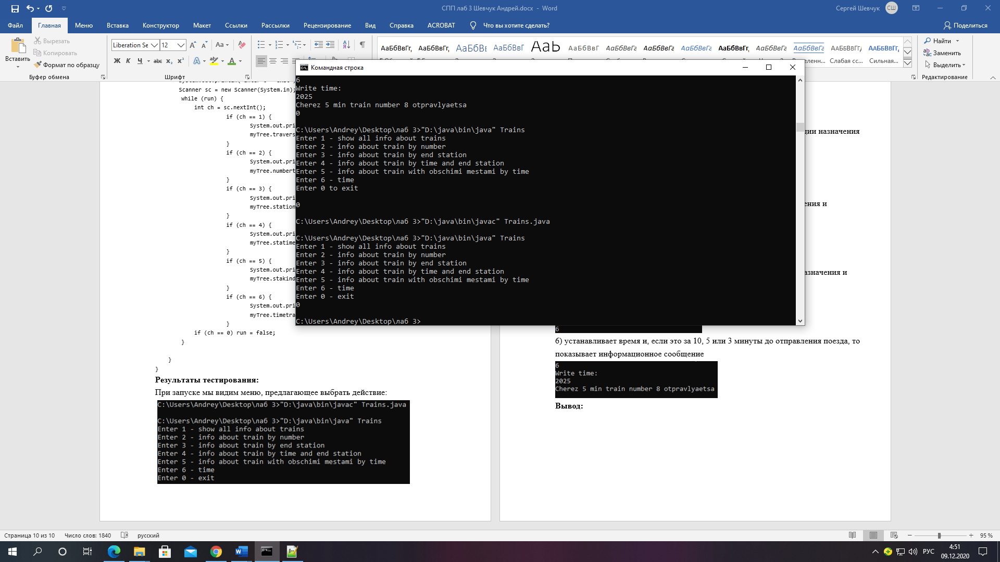 СПП лаб 3 Шевчук Андрей.docx - Word
Сергей Шевчук
СШ
Файл
Главная
Меню
Вставка
Конструктор
Макет
Ссылки
Рассылки
Рецензирование
Вид
Справка
ACROBAT
Что вы хотите сделать?
Поделиться
Вставить
Вырезать
Копировать
Формат по образцу
Буфер обмена
Liberation Se
12
Шрифт
АаБбВвГг,
АаБбВвГг,
АаБбВі
АаБбВвГ
АаЬ
АаБбВвГ
АаБбВвГг
АаБбВвГг
АаБбВвГг
АаБбВвГг,
АаБбВвГг
АаБбВвГг
ААББВВГГ,
ААББВВГГ,
Слабая сс...
Сильная...
Найти
Заменить
Выделить
Редактирование
Scanner sc = new Scanner(System.in);
while (run) {
int ch = sc.nextInt();
if (ch == 1) {
System.out.pri
myTree.travers
}
if (ch == 2) {
System.out.pri
myTree.numbert
}
if (ch == 3) {
System.out.pri
myTree.station
}
if (ch == 4) {
System.out.pri
myTree.statime
}
if (ch == 5) {
System.out.pri
myTree.stakind
}
if (ch == 6) {
System.out.pri
myTree.timetra
}
if (ch == 0) run = false;
}
}
}
Результаты тестирования:
При запуске мы видим меню, предлагающее выбрать действие:
C:\Users\Andrey\Desktop\лаб 3>"D:\java\bin\javac" Trains.java
C:\Users\Andrey\Desktop\лаб 3>"D:\java\bin\java" Trains
Enter 1 - show all info about trains
Enter 2 - info about train by number
Enter 3 - info about train by end station
Enter 4 - info about train by time and end station
Enter 5 - info about train with obschimi mestami by time
Enter 6 - time
Enter 0 - exit
Командная строка
6
Write time:
2025
Cherez 5 min train number 8 otpravlyaetsa
0
C:\Users\Andrey\Desktop\лаб 3>"D:\java\bin\java" Trains
Enter 1 - show all info about trains
Enter 2 - info about train by number
Enter 3 - info about train by end station
Enter 4 - info about train by time and end station
Enter 5 - info about train with obschimi mestami by time
Enter 6 - time
Enter 0 to exit
0
C:\Users\Andrey\Desktop\лаб 3>"D:\java\bin\javac" Trains.java
C:\Users\Andrey\Desktop\лаб 3>"D:\java\bin\java" Trains
Enter 1 - show all info about trains
Enter 2 - info about train by number
Enter 3 - info about train by end station
Enter 4 - info about train by time and end station
Enter 5 - info about train with obschimi mestami by time
Enter 6 - time
Enter 0 - exit
0
C:\Users\Andrey\Desktop\лаб 3>
ции назначения
ения и
азначения и
6
6) устанавливает время и, если это за 10, 5 или 3 минуты до отправления поезда, то
показывает информационное сообщение
6
Write time:
2025
Cherez 5 min train number 8 otpravlyaetsa
Вывод:
Страница 10 из 10
Число слов: 1840
русский
95 %
РУС
4:51
09.12.2020